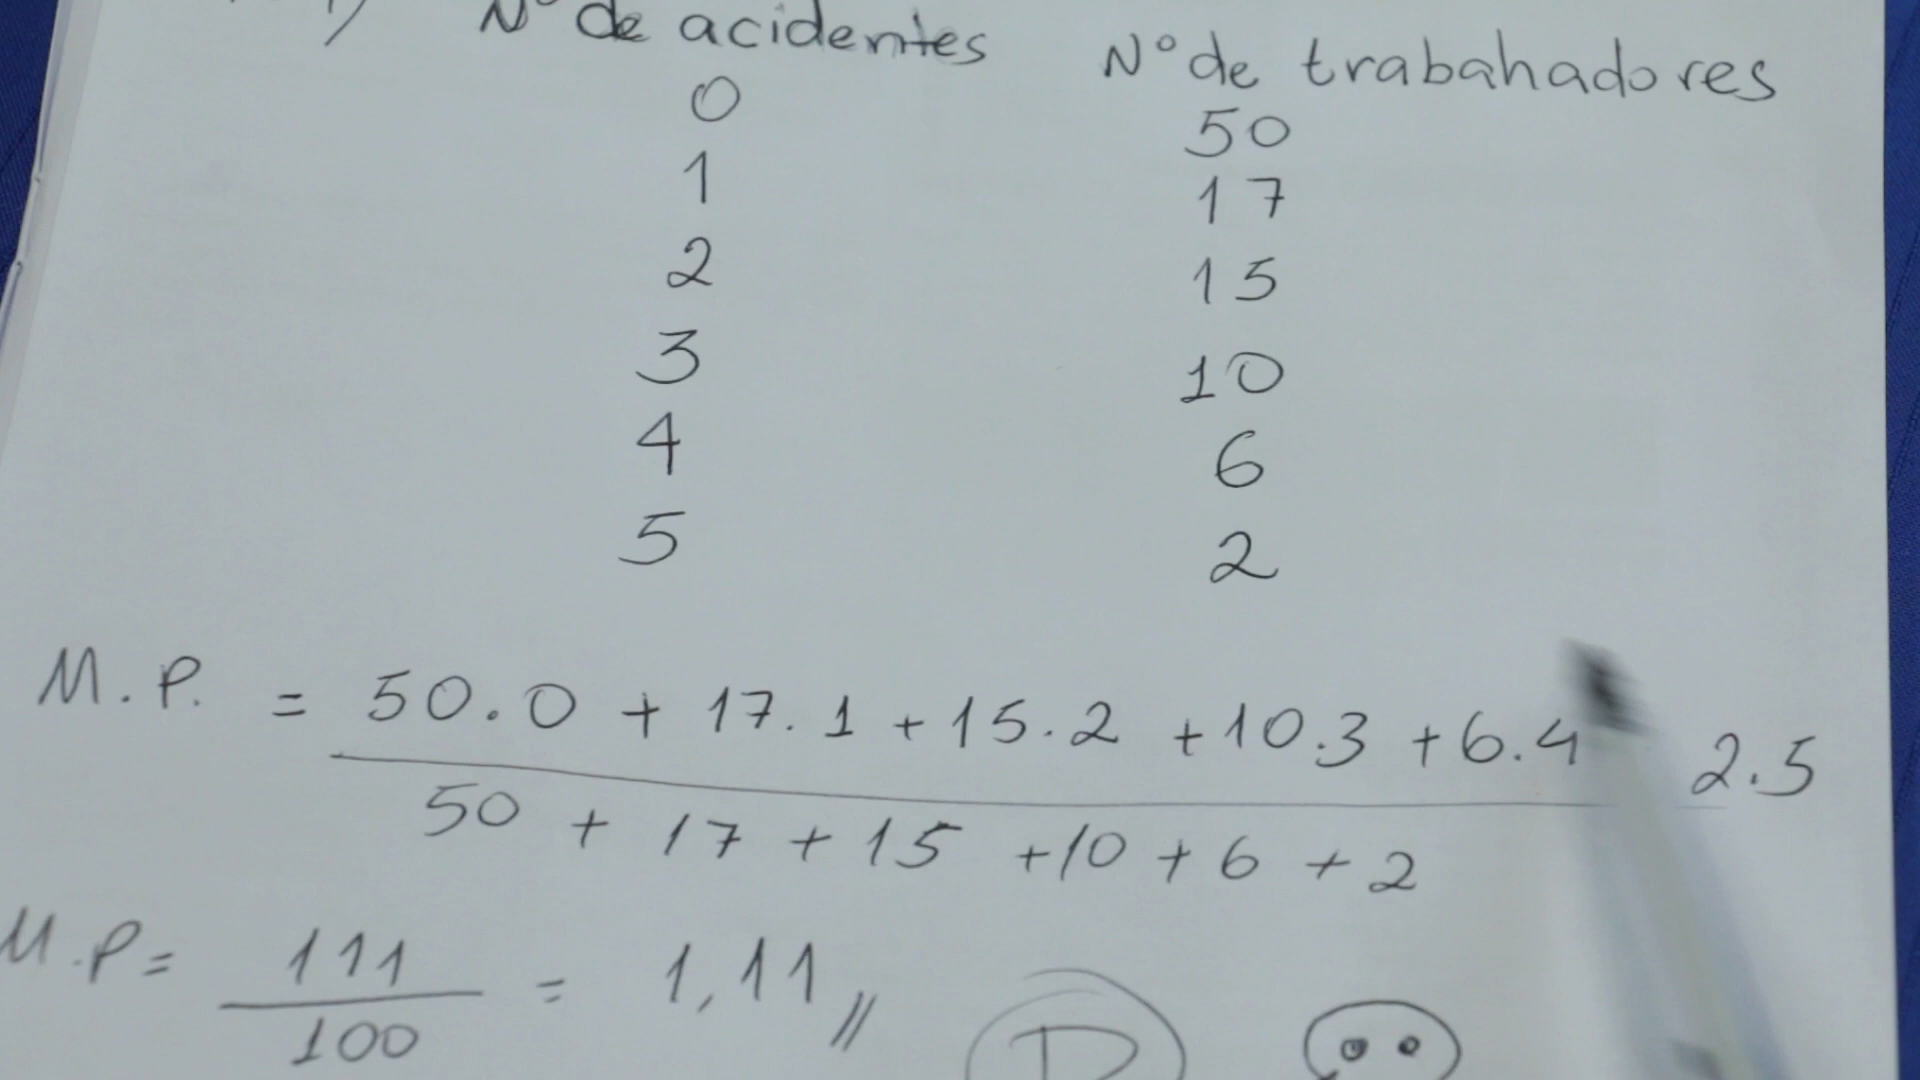 1) Nº de acidentes Nº de trabahadores
0 50
1 17
2 15
3 10
4 6
5 2
M.P. = 50.0 + 17.1 + 15.2 + 10.3 + 6.4 2.5
50 + 17 + 15 + 10 + 6 + 2
M.P = 111 = 1,11 //
100
D